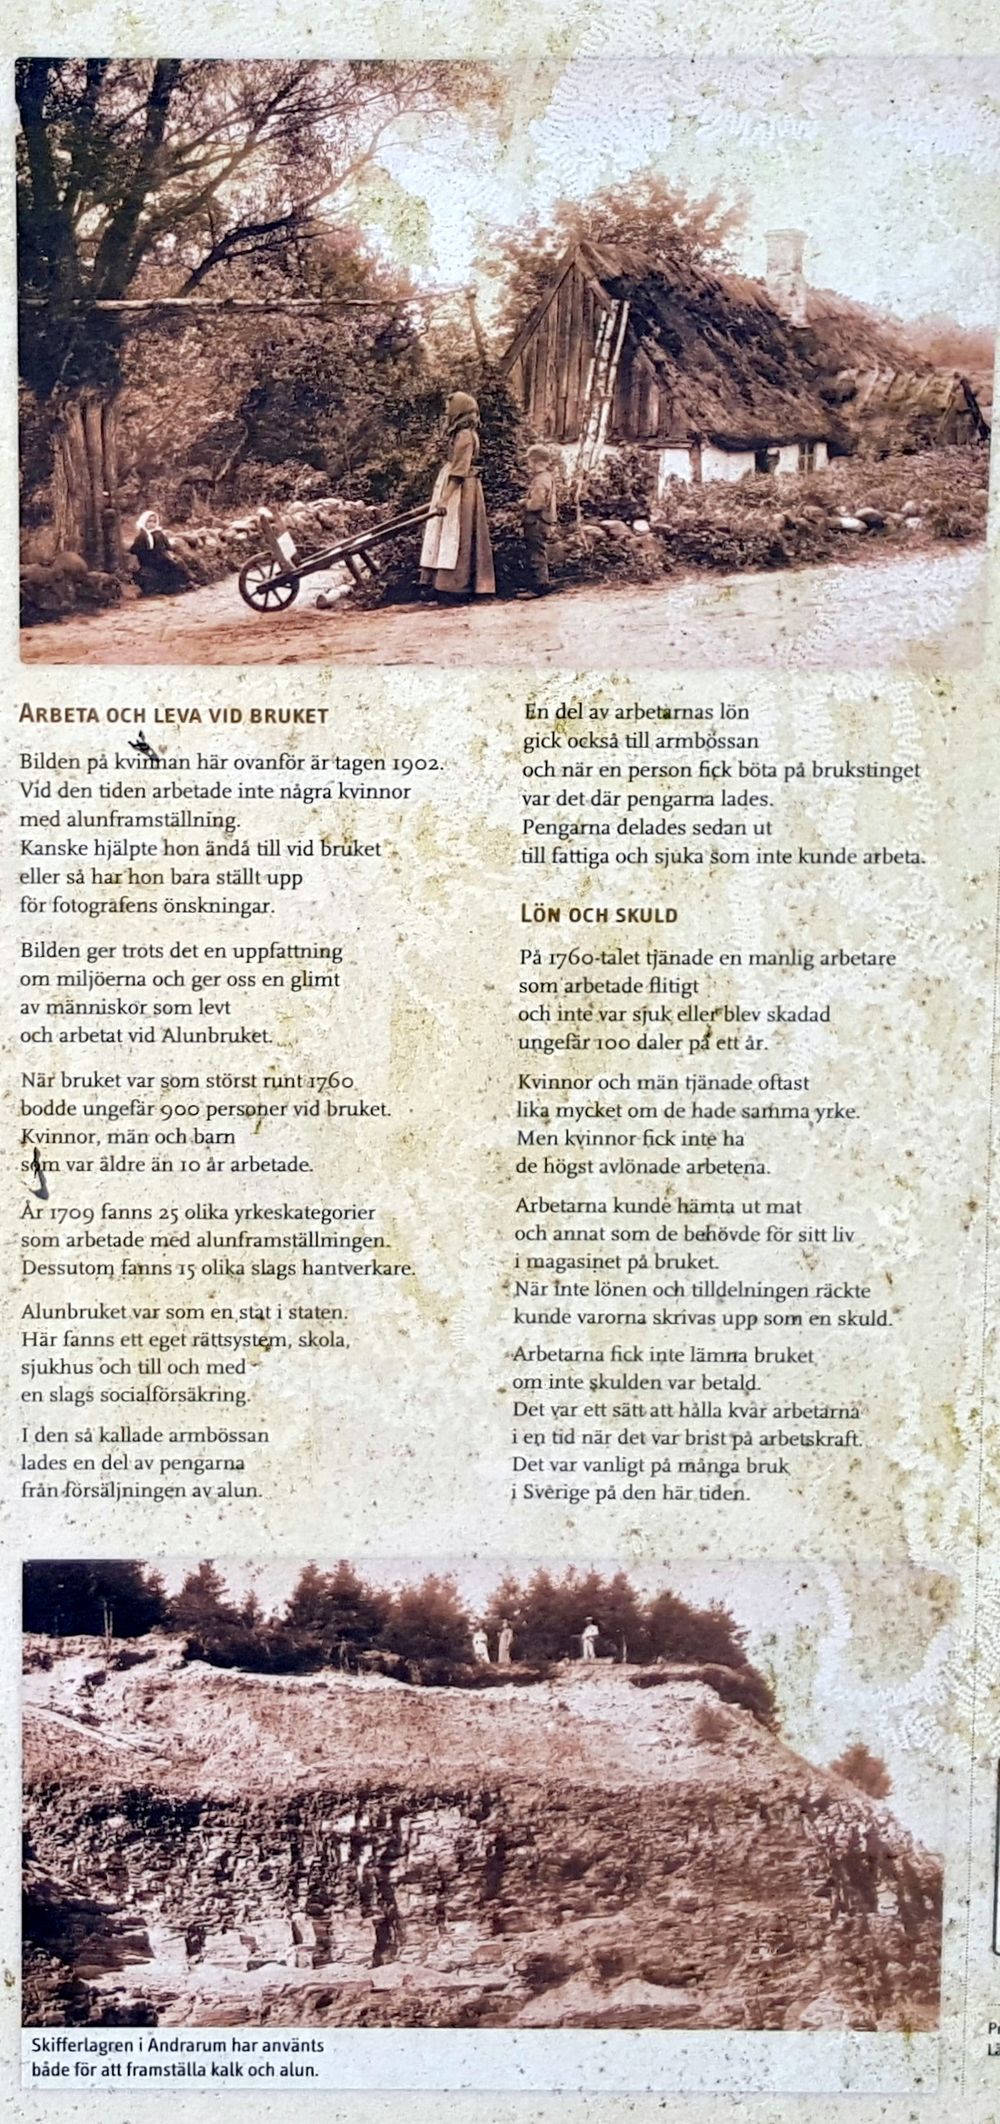 ARBETA OCH LEVA VID BRUKET
Bilden på kvinnan här ovanför är tagen 1902.
Vid den tiden arbetade inte några kvinnor
med alunframställning.
Kanske hjälpte hon ändå till vid bruket
eller så har hon bara ställt upp
för fotografens önskningar.
Bilden ger trots det en uppfattning
om miljöerna och ger oss en glimt
av människor som levt
och arbetat vid Alunbruket.
När bruket var som störst runt 1760
bodde ungefär 900 personer vid bruket.
Kvinnor, män och barn
som var äldre än 10 år arbetade.
År 1709 fanns 25 olika yrkeskategorier
som arbetade med alunframställningen.
Dessutom fanns 15 olika slags hantverkare.
Alunbruket var som en stat i staten.
Här fanns ett eget rättsystem, skola,
sjukhus och till och med
en slags socialförsäkring.
I den så kallade armbössan
lades en del av pengarna
från försäljningen av alun.
En del av arbetarnas lön
gick också till armbössan
och när en person fick böta på brukstinget
var det där pengarna lades.
Pengarna delades sedan ut
till fattiga och sjuka som inte kunde arbeta.
LÖN OCH SKULD
På 1760-talet tjänade en manlig arbetare
som arbetade flitigt
och inte var sjuk eller blev skadad
ungefär 100 daler på ett år.
Kvinnor och män tjänade oftast
lika mycket om de hade samma yrke.
Men kvinnor fick inte ha
de högst avlönade arbetena.
Arbetarna kunde hämta ut mat
och annat som de behövde för sitt liv
i magasinet på bruket.
När inte lönen och tilldelningen räckte
kunde varorna skrivas upp som en skuld.
Arbetarna fick inte lämna bruket
om inte skulden var betald.
Det var ett sätt att hålla kvar arbetarna
i en tid när det var brist på arbetskraft.
Det var vanligt på många bruk
i Sverige på den här tiden.
Skifferlagren i Andrarum har använts
både för att framställa kalk och alun.